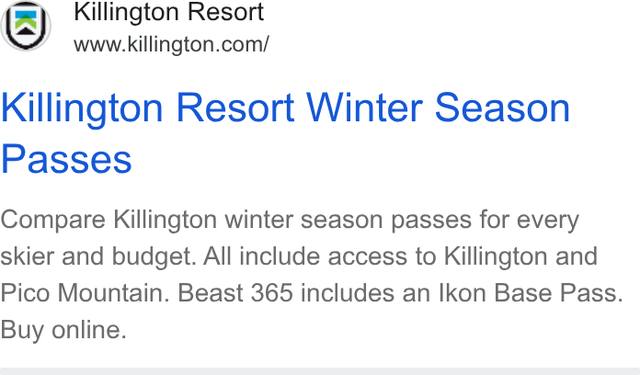 Killington Resort
www.killington.com/
Killington Resort Winter Season
Passes
Compare Killington winter season passes for every
skier and budget. All include access to Killington and
Pico Mountain. Beast 365 includes an Ikon Base Pass.
Buy online.